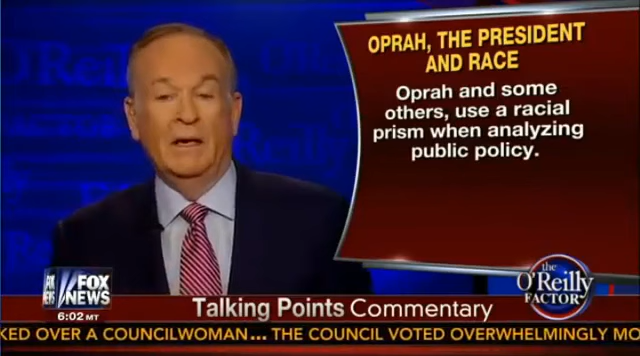 OPRAH, THE PRESIDENT
AND RACE
Oprah and some
others, use a racial
prism when analyzing
public policy.
FOX
NEWS
6:02 MT
Talking Points Commentary
the
O'Reilly
FACTOR
KED OVER A COUNCILWOMAN... THE COUNCIL VOTED OVERWHELMINGLY MO